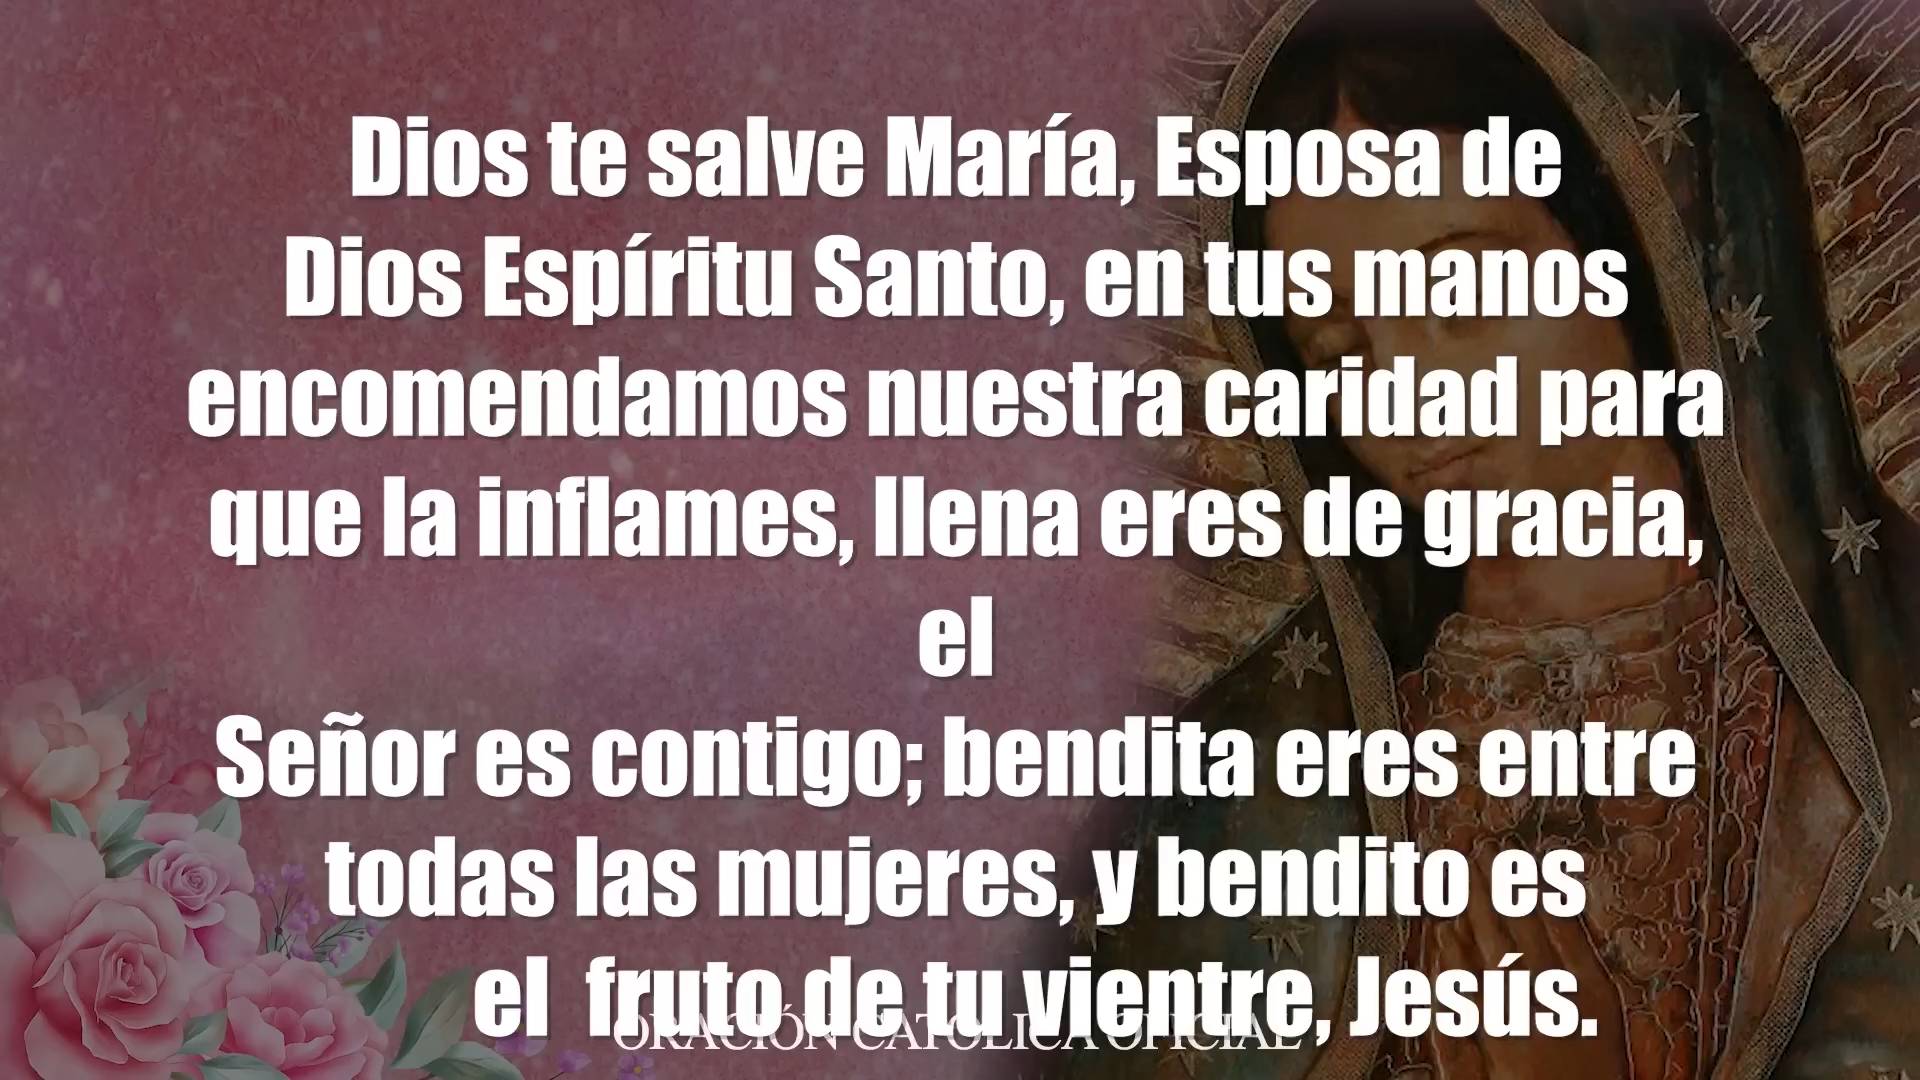 Dios te salve María, Esposa de
Dios Espíritu Santo, en tus manos
encomendamos nuestra caridad para
que la inflames, llena eres de gracia,
el
Señor es contigo; bendita eres entre
todas las mujeres, y bendito es
el fruto de tu vientre, Jesús.
ORACIÓN CATOLICA OFICIAL